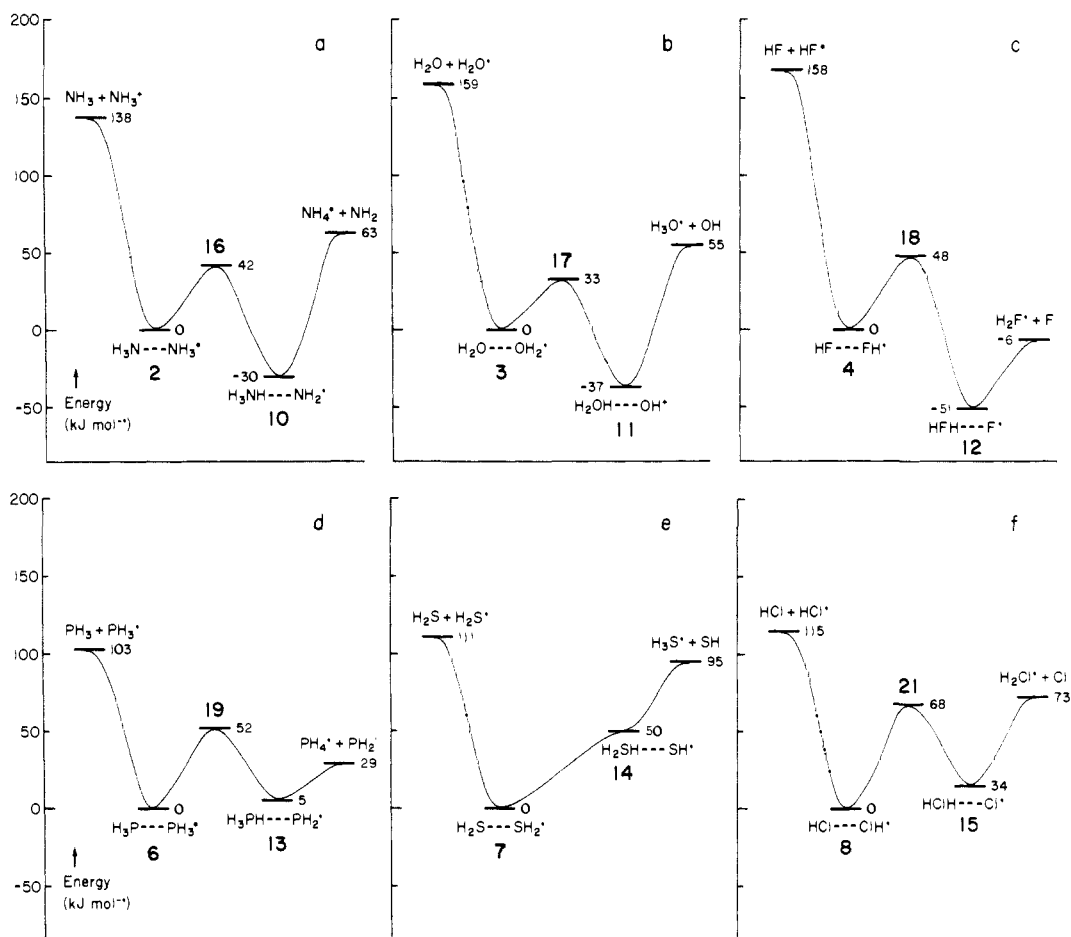 200
150
100
50
0
-50
Energy
(kJ mol⁻¹)
a
NH₃ + NH₃⁺
138
H₃N---NH₃⁺
0
2
16
42
-30
H₃NH---NH₂⁺
10
NH₄⁺ + NH₂
63
b
H₂O + H₂O⁺
159
H₂O---OH₂⁺
0
3
17
33
-37
H₂OH---OH⁺
11
H₃O⁺ + OH
55
c
HF + HF⁺
158
HF---FH⁺
0
4
18
48
-51
HFH---F⁺
12
H₂F⁺ + F
-6
200
150
100
50
0
-50
Energy
(kJ mol⁻¹)
d
PH₃ + PH₃⁺
103
H₃P---PH₃⁺
0
6
19
52
5
H₃PH---PH₂⁺
13
PH₄⁺ + PH₂
29
e
H₂S + H₂S⁺
111
H₂S---SH₂⁺
0
7
50
H₂SH---SH⁺
14
H₃S⁺ + SH
95
f
HCl + HCl⁺
115
HCl---ClH⁺
0
8
21
68
34
HClH---Cl⁺
15
H₂Cl⁺ + Cl
73